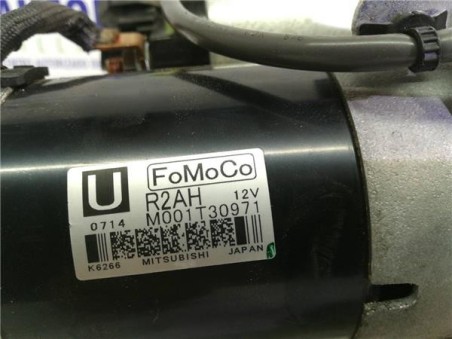 U FoMoCo
R2AH 12V
0714 M001T30971
K6266 MITSUBISHI JAPAN